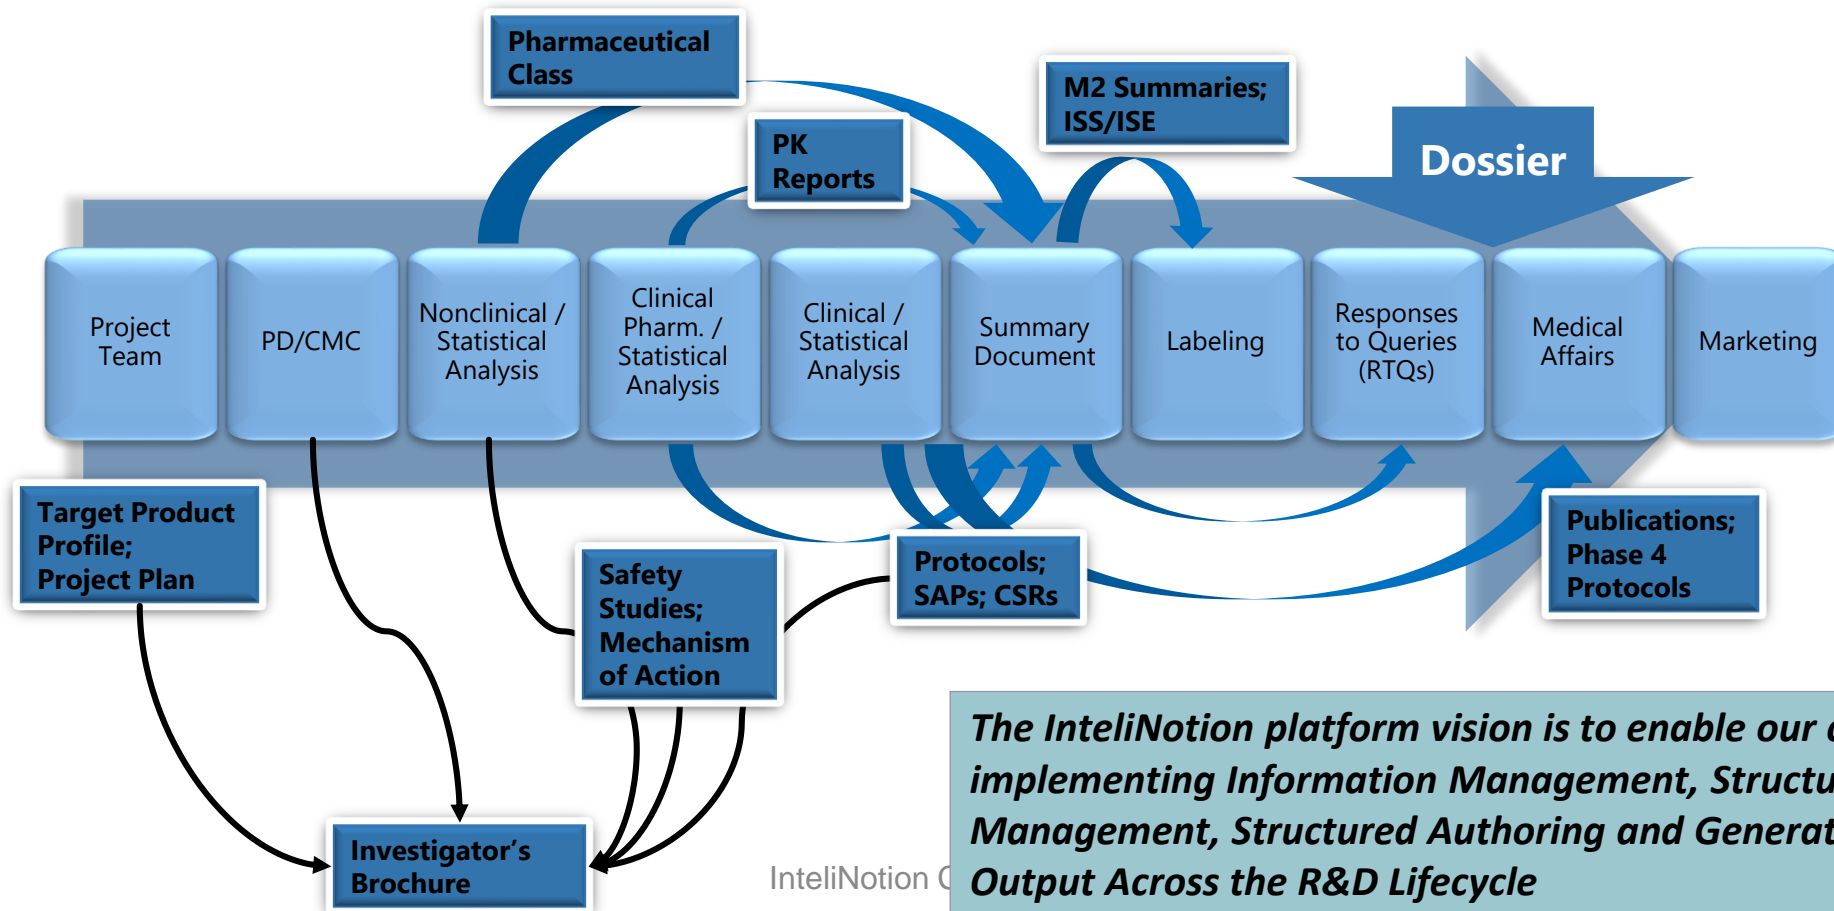 Pharmaceutical
Class
M2 Summaries;
ISS/ISE
PK
Reports
Dossier
Project
Team
PD/CMC
Nonclinical /
Statistical
Analysis
Clinical
Pharm. /
Statistical
Analysis
Clinical /
Statistical
Analysis
Summary
Document
Labeling
Responses
to Queries
(RTQs)
Medical
Affairs
Marketing
Target Product
Profile;
Project Plan
Safety
Studies;
Mechanism
of Action
Protocols;
SAPs; CSRs
Publications;
Phase 4
Protocols
Investigator’s
Brochure
InteliNotion
The InteliNotion platform vision is to enable our
implementing Information Management,
Management, Structured Authoring and
Output Across the R&D Lifecycle